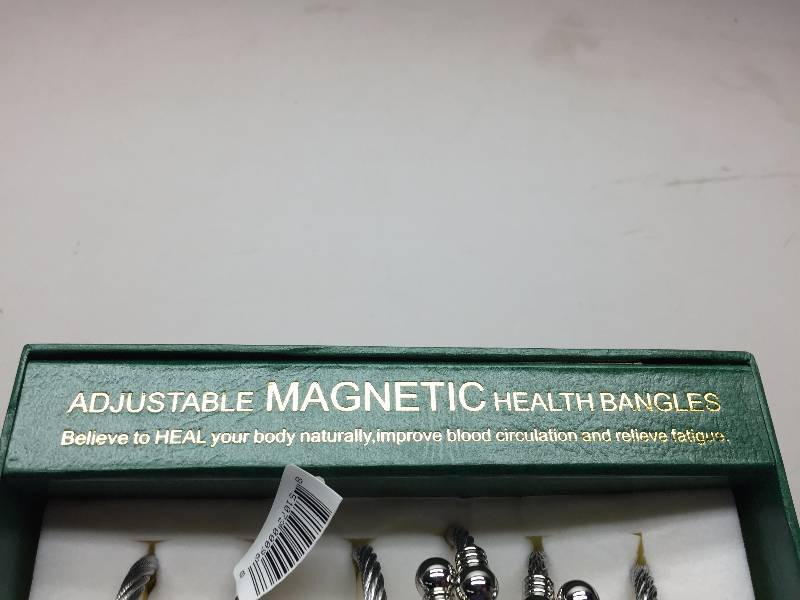 ADJUSTABLE MAGNETIC HEALTH BANGLES
Believe to HEAL your body naturally,improve blood circulation and relieve fatigue.